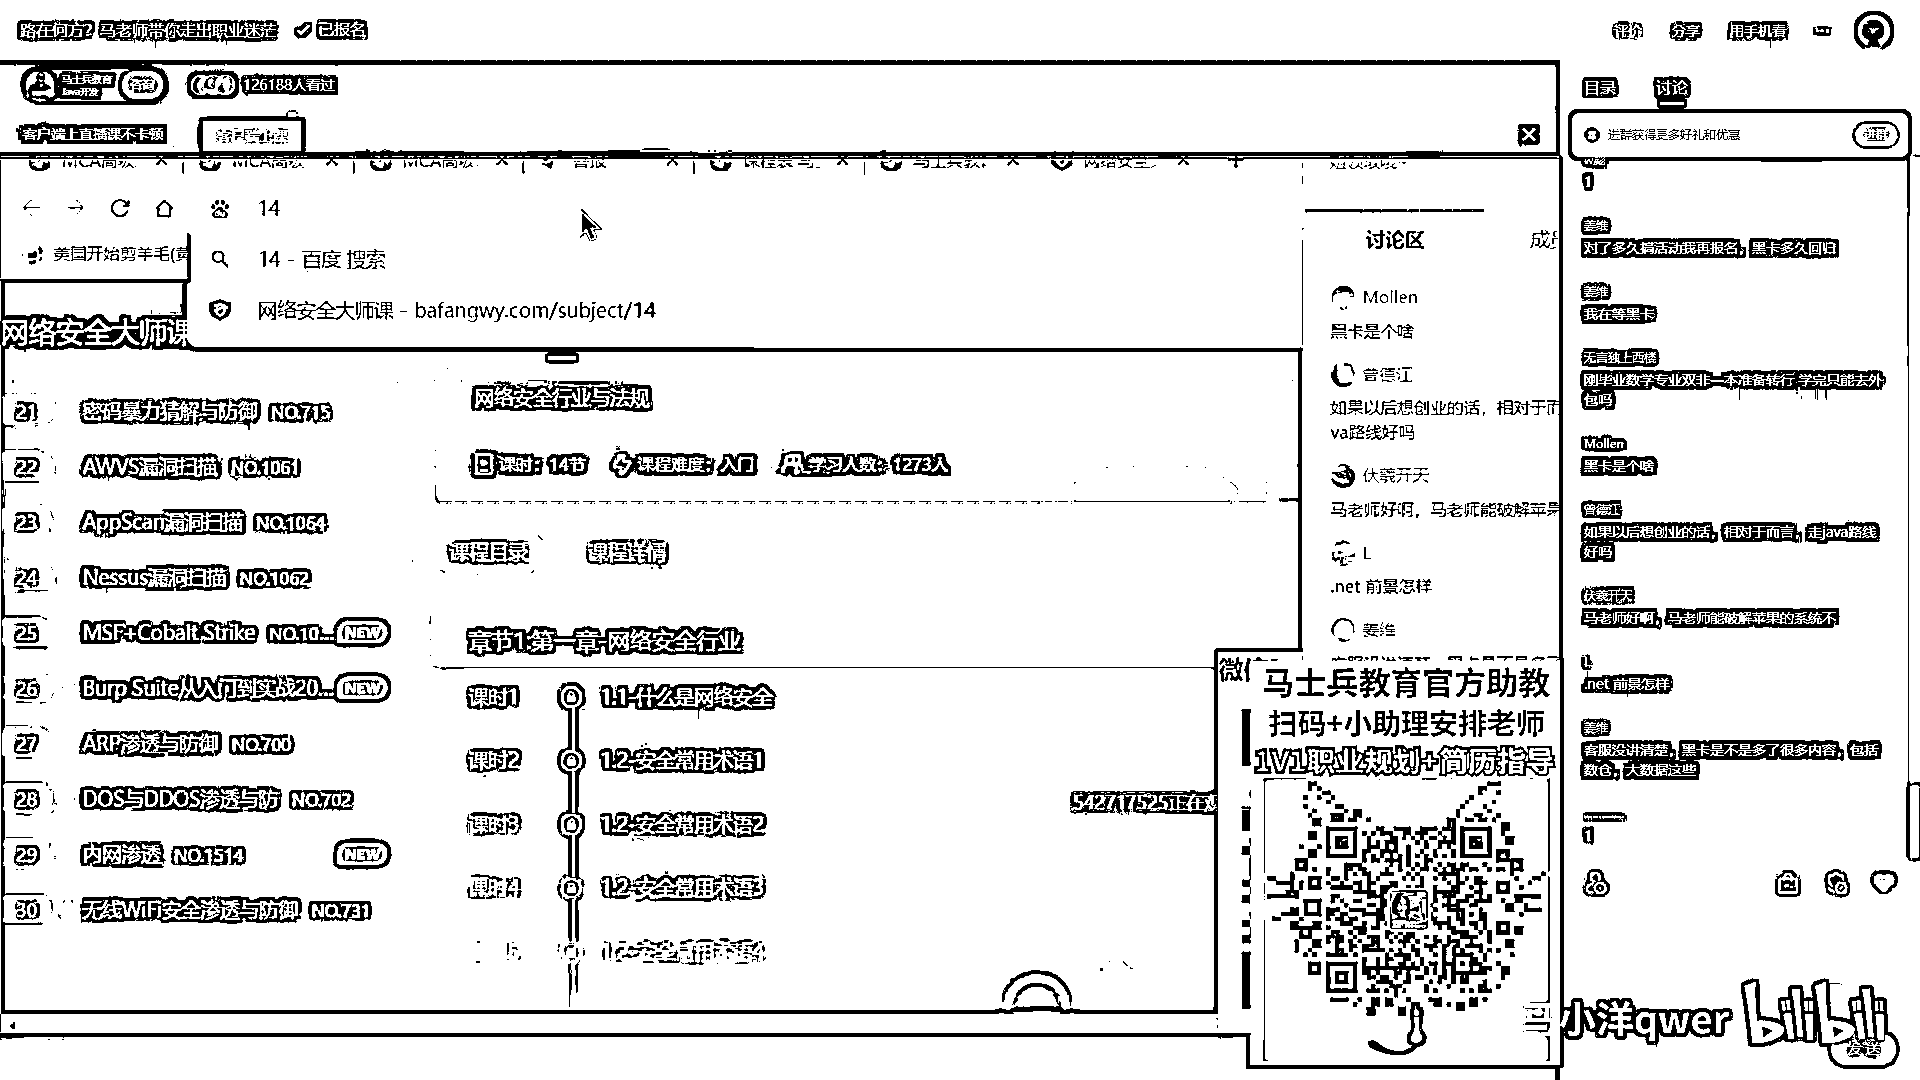 路在何方？马老师带你走出职业迷茫 已报名
评价 分享 用手机看
马士兵教育
Java开发
咨询
126188人看过
目录 讨论
客户端上直播课不卡顿
进群获得更多好礼和优惠 进群
MCA高级 MCA高级 MCA高级 喜报 马士兵教. 网络安全
14
14 - 百度 搜索
网络安全大师课 - bafangwy.com/subject/14
美国开始剪羊毛(黄
网络安全大师课
21 密码暴力猜解与防御 NO.715
22 AWVS漏洞扫描 NO.1061
23 AppScan漏洞扫描 NO.1064
24 Nessus漏洞扫描 NO.1062
25 MSF+Cobalt Strike NO.10... NEW
26 Burp Suite从入门到实战20... NEW
27 ARP渗透与防御 NO.700
28 DOS与DDOS渗透与防 NO.702
29 内网渗透 NO.1514 NEW
30 无线WiFi安全渗透与防御 NO.731
网络安全行业与法规
课时：14节 课程难度：入门 学习人数：1273人
课程目录 课程详情
章节1:第一章-网络安全行业
课时1 1.1-什么是网络安全
课时2 1.2-安全常用术语1
课时3 1.2-安全常用术语2
课时4 1.2-安全常用术语3
1.2-安全常用术语4
542717525正在观
讨论区 成员
Mollen
黑卡是个啥
曾德江
如果以后想创业的话，相对于而
va路线好吗
伏羲开天
马老师好啊，马老师能破解苹果
L
.net 前景怎样
姜维
微信
马士兵教育官方助教
扫码+小助理安排老师
1V1职业规划+简历指导
1
姜维
对了多久搞活动我再报名，黑卡多久回归
姜维
我在等黑卡
无言独上西楼
刚毕业数学专业双非一本准备转行 学完只能去外
包吗
Mollen
黑卡是个啥
曾德江
如果以后想创业的话，相对于而言，走java路线
好吗
伏羲开天
马老师好啊，马老师能破解苹果的系统不
L
.net 前景怎样
姜维
客服没讲清楚，黑卡是不是多了很多内容，包括
数仓，大数据这些
1
小洋qwer bilibili
发送